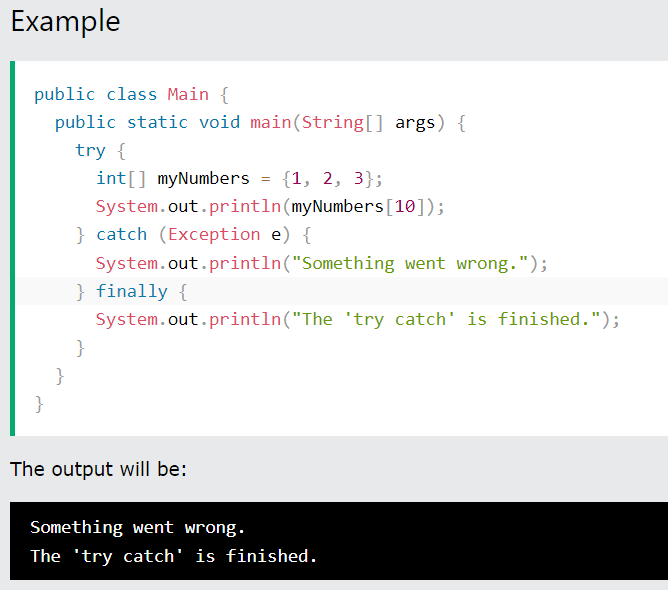 Example
public class Main {
  public static void main(String[] args) {
    try {
      int[] myNumbers = {1, 2, 3};
      System.out.println(myNumbers[10]);
    } catch (Exception e) {
      System.out.println("Something went wrong.");
    } finally {
      System.out.println("The 'try catch' is finished.");
    }
  }
}
The output will be:
Something went wrong.
The 'try catch' is finished.